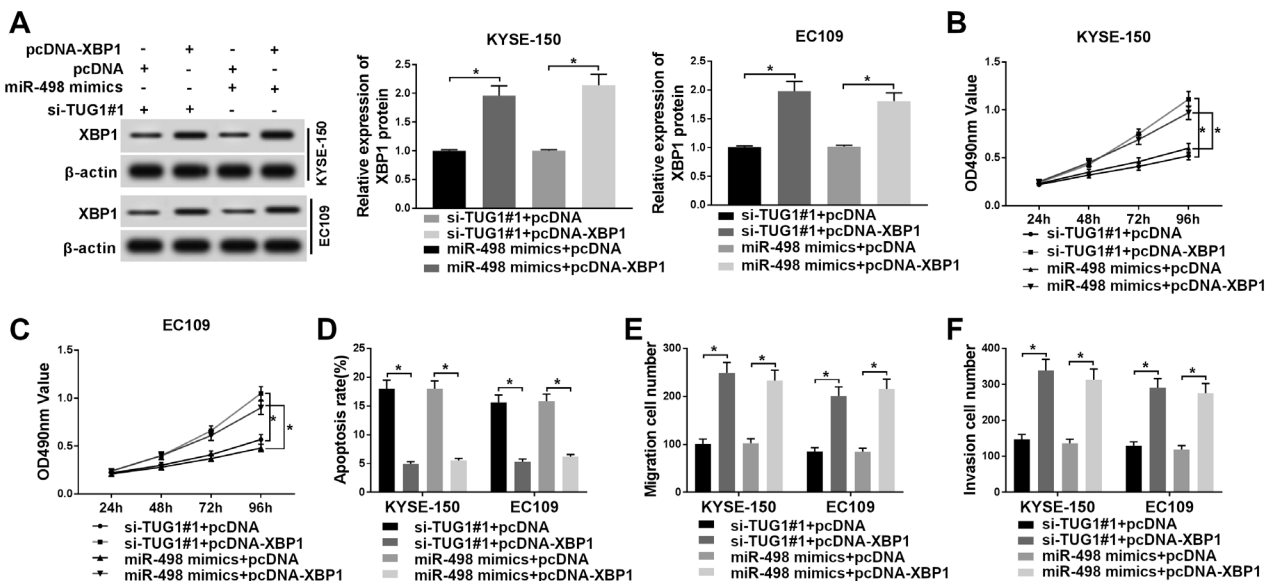 A
pcDNA-XBP1 - + - +
pcDNA + - + -
miR-498 mimics - - + +
si-TUG1#1 + + - -
XBP1
β-actin
KYSE-150
XBP1
β-actin
EC109
KYSE-150
Relative expression of
XBP1 protein
2.5
2.0
1.5
1.0
0.5
0.0
*
*
si-TUG1#1+pcDNA
si-TUG1#1+pcDNA-XBP1
miR-498 mimics+pcDNA
miR-498 mimics+pcDNA-XBP1
EC109
Relative expression of
XBP1 protein
2.5
2.0
1.5
1.0
0.5
0.0
*
*
si-TUG1#1+pcDNA
si-TUG1#1+pcDNA-XBP1
miR-498 mimics+pcDNA
miR-498 mimics+pcDNA-XBP1
B
KYSE-150
OD490nm Value
1.5
1.0
0.5
0.0
* *
24h 48h 72h 96h
si-TUG1#1+pcDNA
si-TUG1#1+pcDNA-XBP1
miR-498 mimics+pcDNA
miR-498 mimics+pcDNA-XBP1
C
EC109
OD490nm Value
1.5
1.0
0.5
0.0
* *
24h 48h 72h 96h
si-TUG1#1+pcDNA
si-TUG1#1+pcDNA-XBP1
miR-498 mimics+pcDNA
miR-498 mimics+pcDNA-XBP1
D
Apoptosis rate(%)
25
20
15
10
5
0
* * * *
KYSE-150 EC109
si-TUG1#1+pcDNA
si-TUG1#1+pcDNA-XBP1
miR-498 mimics+pcDNA
miR-498 mimics+pcDNA-XBP1
E
Migration cell number
300
200
100
0
* * * *
KYSE-150 EC109
si-TUG1#1+pcDNA
si-TUG1#1+pcDNA-XBP1
miR-498 mimics+pcDNA
miR-498 mimics+pcDNA-XBP1
F
Invasion cell number
400
300
200
100
0
* * * *
KYSE-150 EC109
si-TUG1#1+pcDNA
si-TUG1#1+pcDNA-XBP1
miR-498 mimics+pcDNA
miR-498 mimics+pcDNA-XBP1